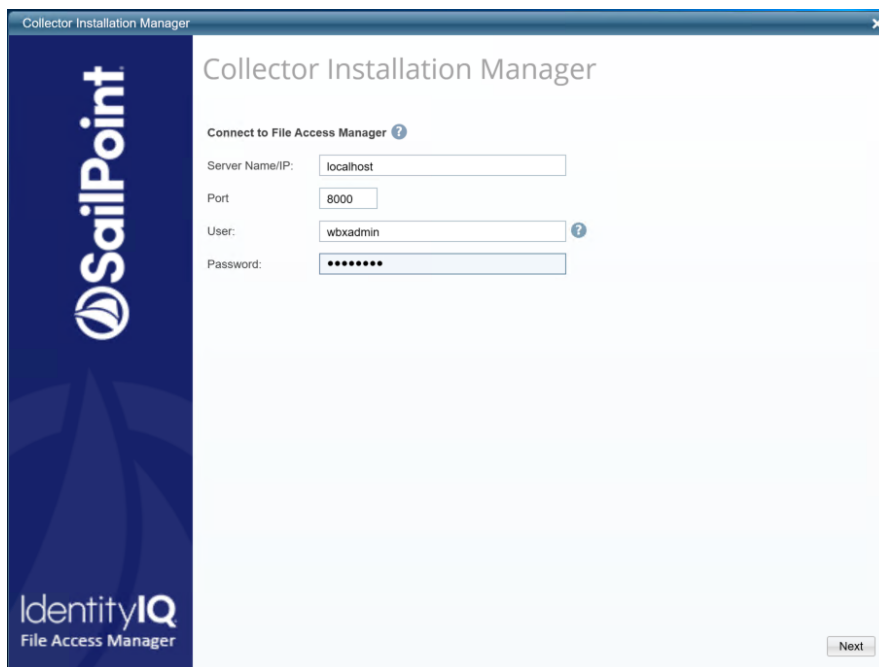 Collector Installation Manager
SailPoint
Collector Installation Manager
Connect to File Access Manager ?
Server Name/IP: localhost
Port 8000
User: wbxadmin ?
Password: ••••••••
IdentityIQ
File Access Manager
Next